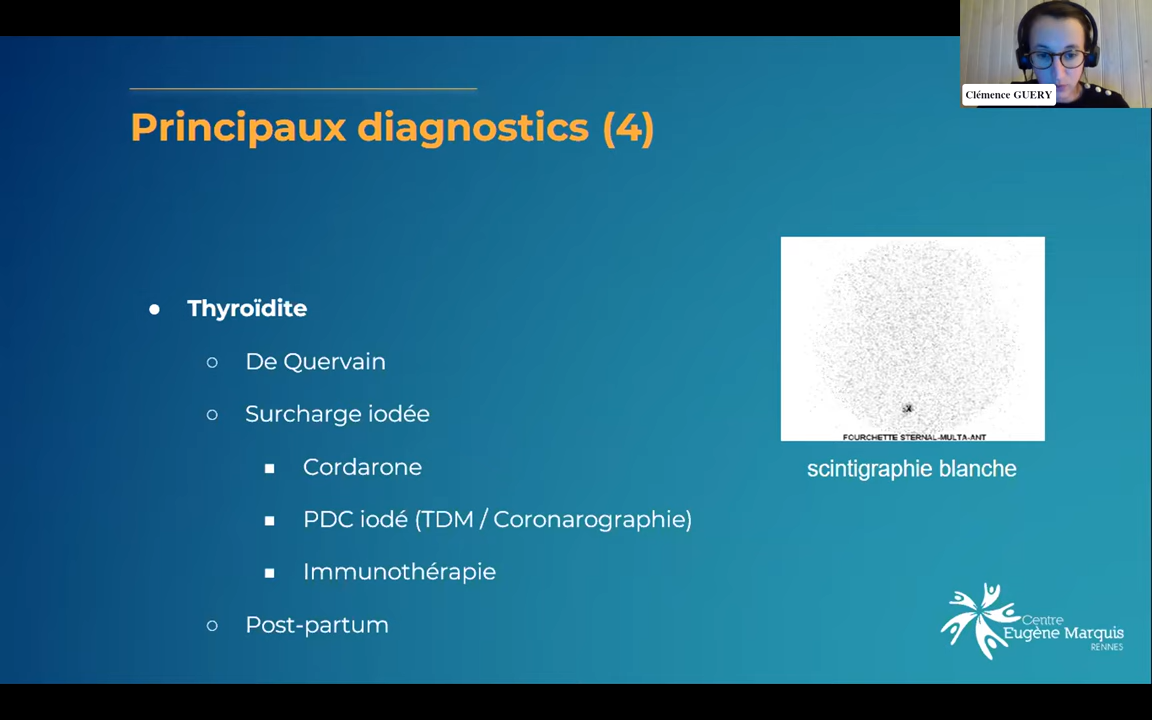 Clémence GUERY
Principaux diagnostics (4)
Thyroïdite
De Quervain
Surcharge iodée
Cordarone
PDC iodé (TDM / Coronarographie)
Immunothérapie
Post-partum
FOURCHETTE STERNAL-MULTA-ANT
scintigraphie blanche
Centre
Eugène Marquis
RENNES